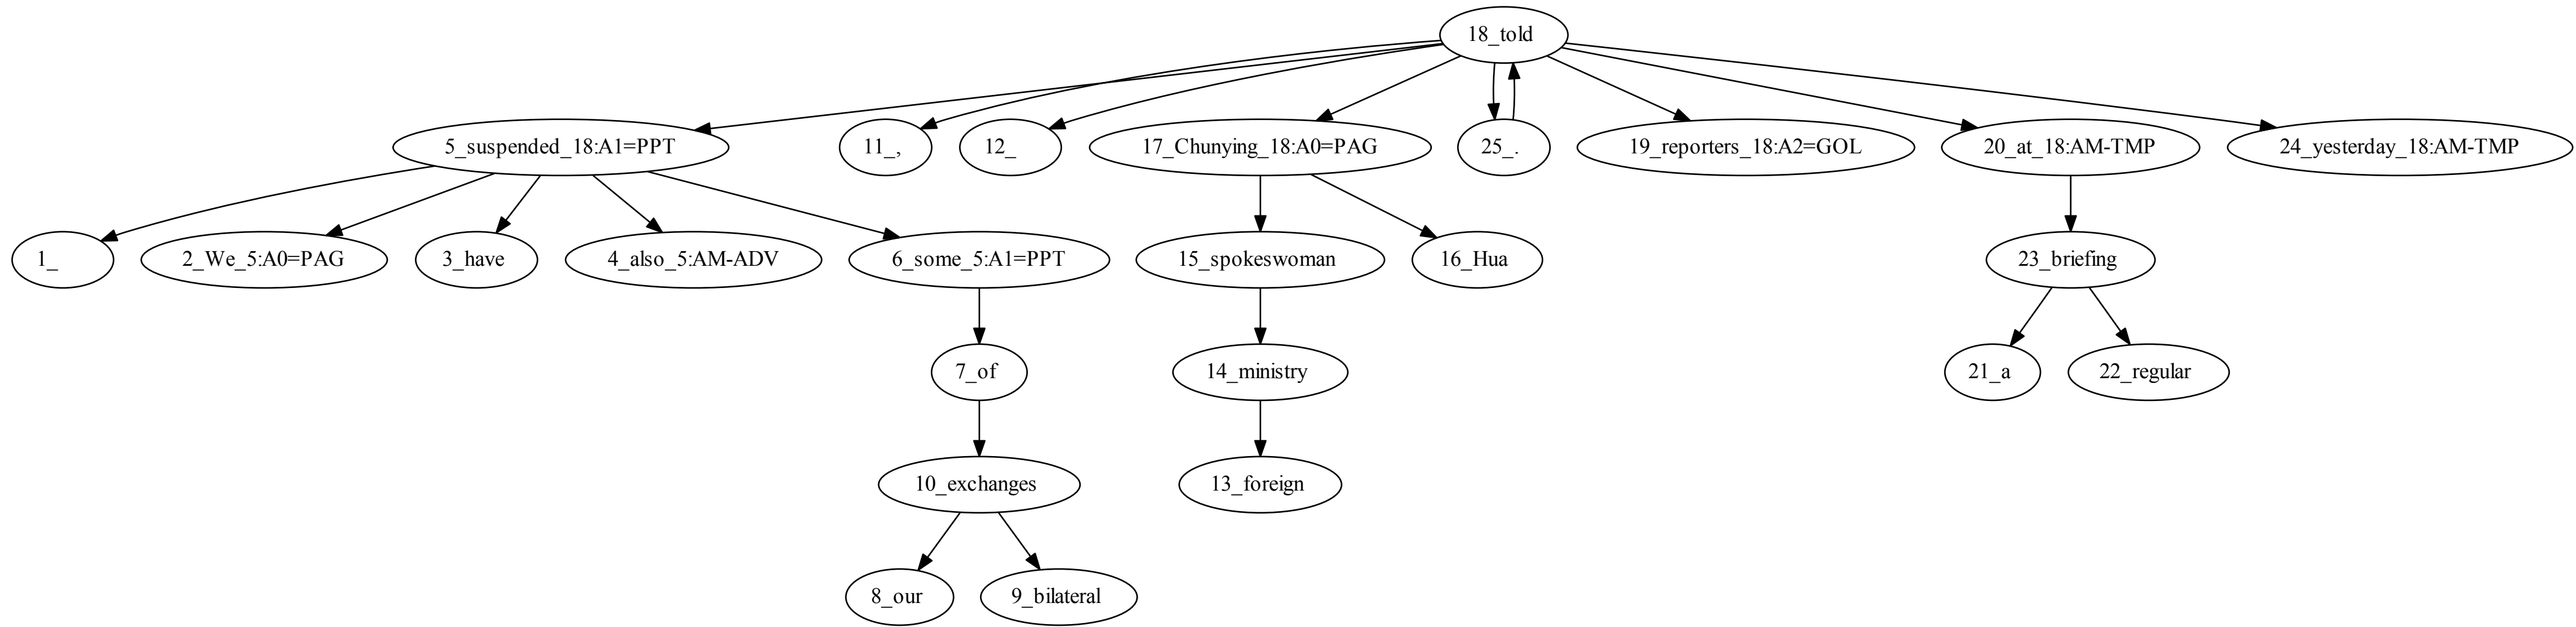 18_told
5_suspended_18:A1=PPT
11_,
12_
17_Chunying_18:A0=PAG
25_.
19_reporters_18:A2=GOL
20_at_18:AM-TMP
24_yesterday_18:AM-TMP
1_
2_We_5:A0=PAG
3_have
4_also_5:AM-ADV
6_some_5:A1=PPT
15_spokeswoman
16_Hua
23_briefing
7_of
14_ministry
21_a
22_regular
10_exchanges
13_foreign
8_our
9_bilateral